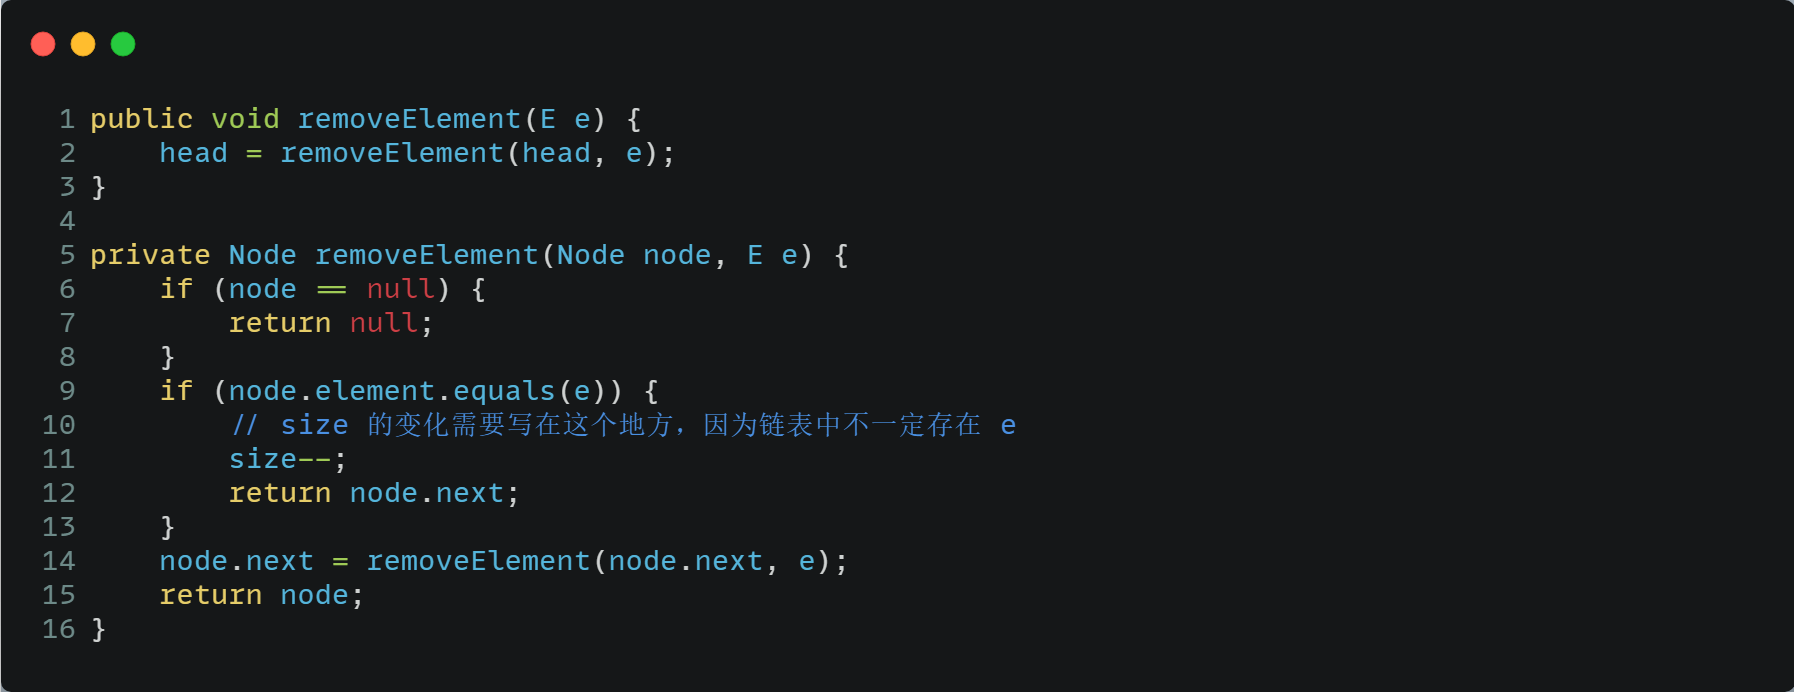 1 public void removeElement(E e) {
2     head = removeElement(head, e);
3 }
4
5 private Node removeElement(Node node, E e) {
6     if (node == null) {
7         return null;
8     }
9     if (node.element.equals(e)) {
10         // size 的变化需要写在这个地方，因为链表中不一定存在 e
11         size--;
12         return node.next;
13     }
14     node.next = removeElement(node.next, e);
15     return node;
16 }